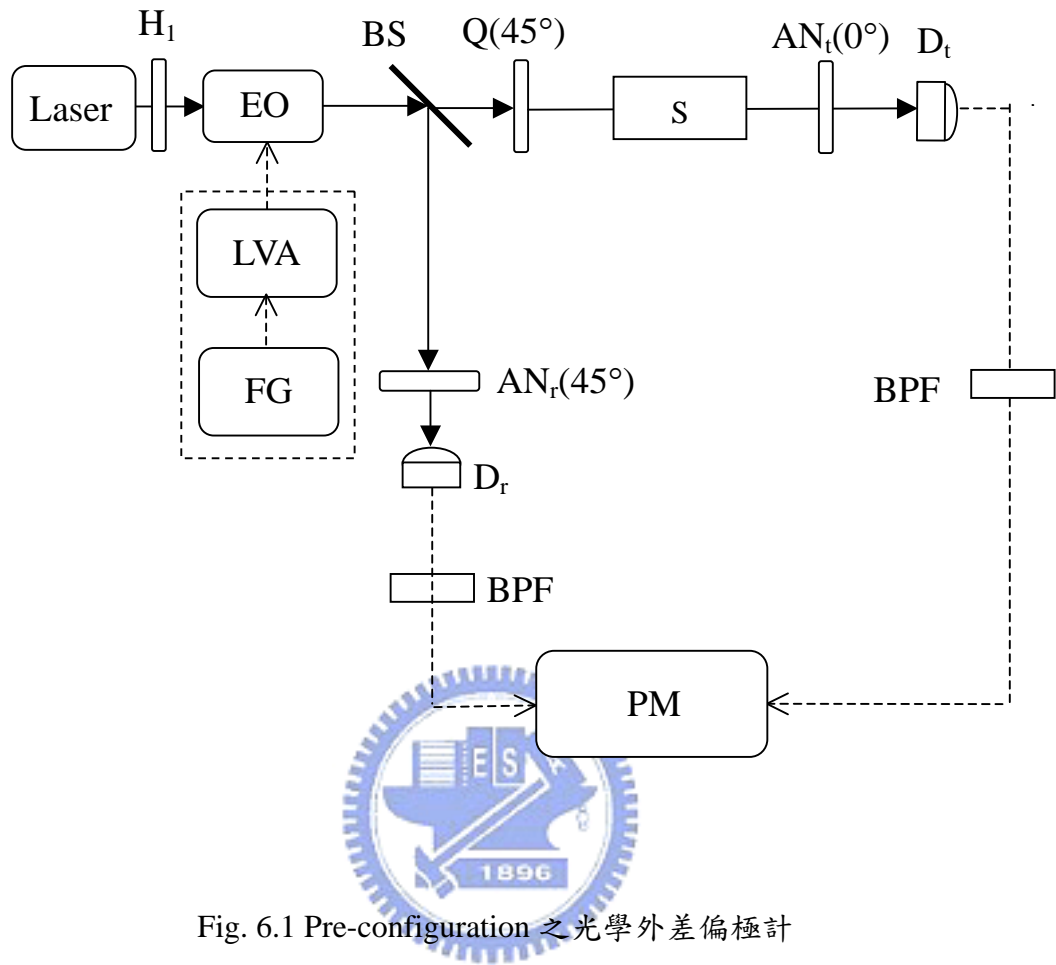 H₁
BS
Q(45°)
ANₜ(0°)
Dₜ
Laser
EO
S
LVA
FG
ANᵣ(45°)
BPF
Dᵣ
BPF
PM
E S
1896
Fig. 6.1 Pre-configuration 之光學外差偏極計